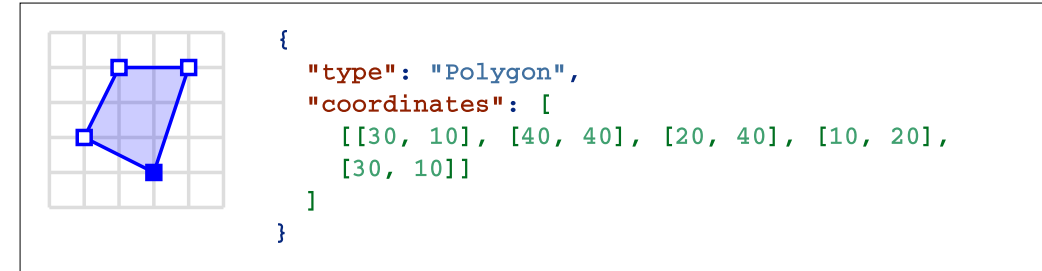 {
"type": "Polygon",
"coordinates": [
[[30, 10], [40, 40], [20, 40], [10, 20],
[30, 10]]
]
}